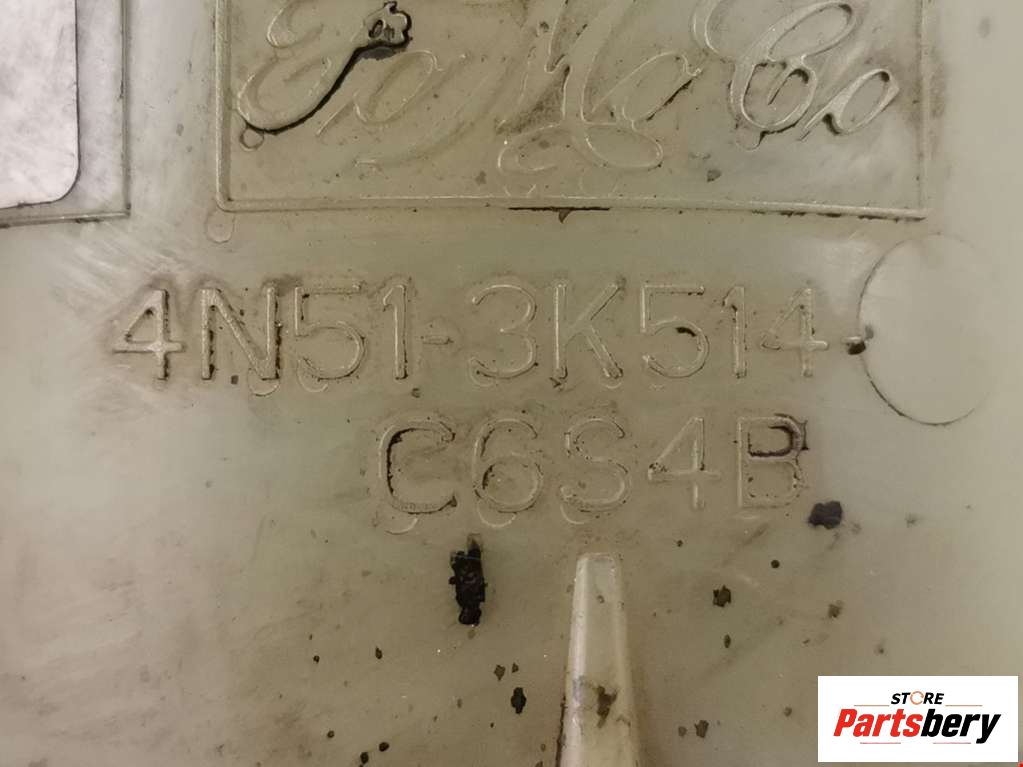 FoMoCo
4N51-3K514-
C6S4B
STORE
Partsbery